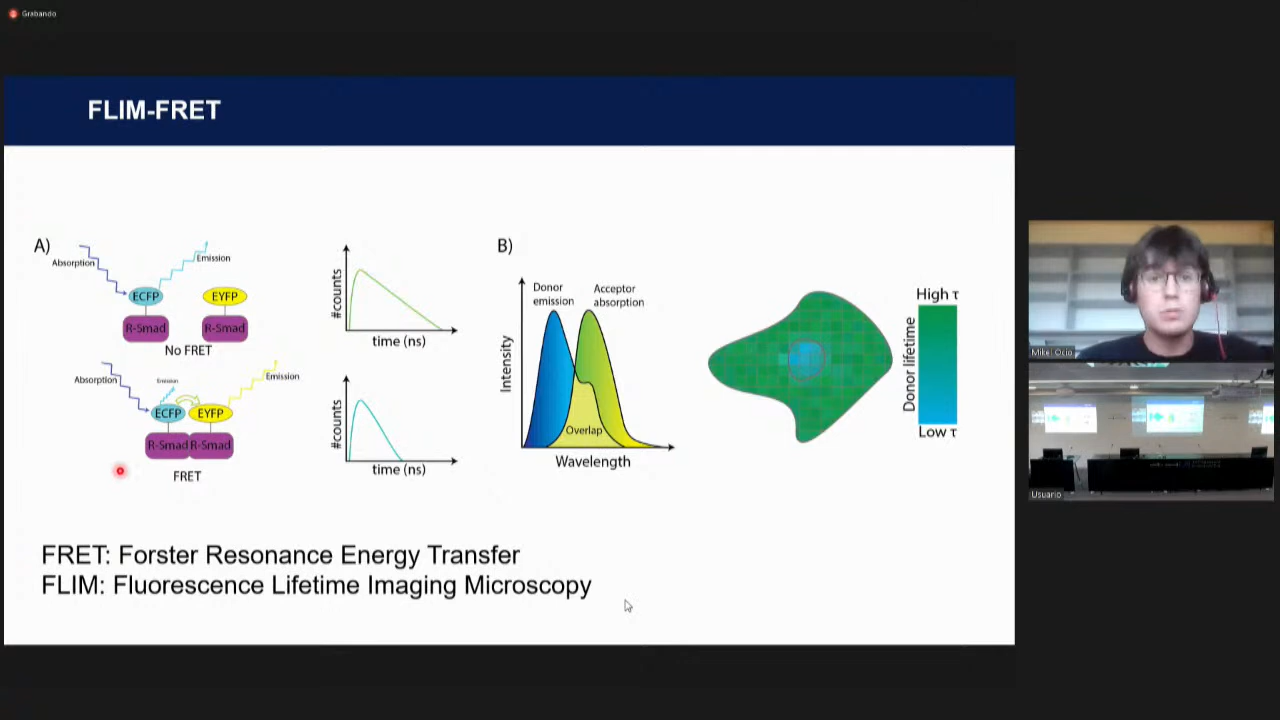 Grabando
FLIM-FRET
A)
Absorption
Emission
ECFP
EYFP
R-Smad
R-Smad
No FRET
Absorption
Emission
Emission
ECFP
EYFP
R-Smad
R-Smad
FRET
#counts
time (ns)
#counts
time (ns)
B)
Donor
emission
Acceptor
absorption
Intensity
Overlap
Wavelength
High τ
Donor lifetime
Low τ
FRET: Forster Resonance Energy Transfer
FLIM: Fluorescence Lifetime Imaging Microscopy
Mikel Ocio
Usuario